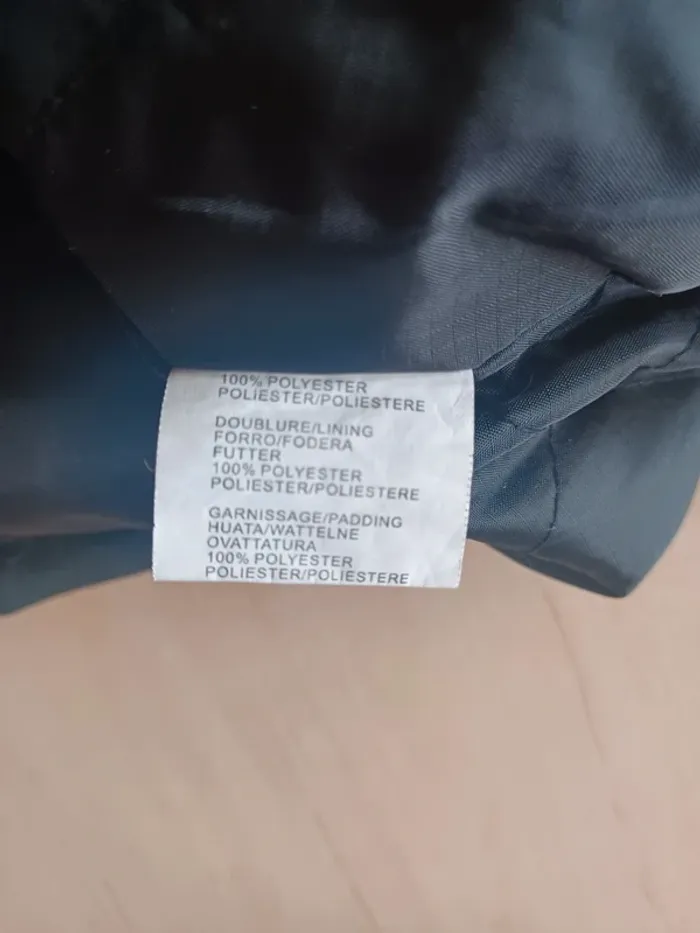 100% POLYESTER
POLIESTER/POLIESTERE
DOUBLURE/LINING
FORRO/FODERA
FUTTER
100% POLYESTER
POLIESTER/POLIESTERE
GARNISSAGE/PADDING
HUATA/WATTELNE
OVATTATURA
100% POLYESTER
POLIESTER/POLIESTERE